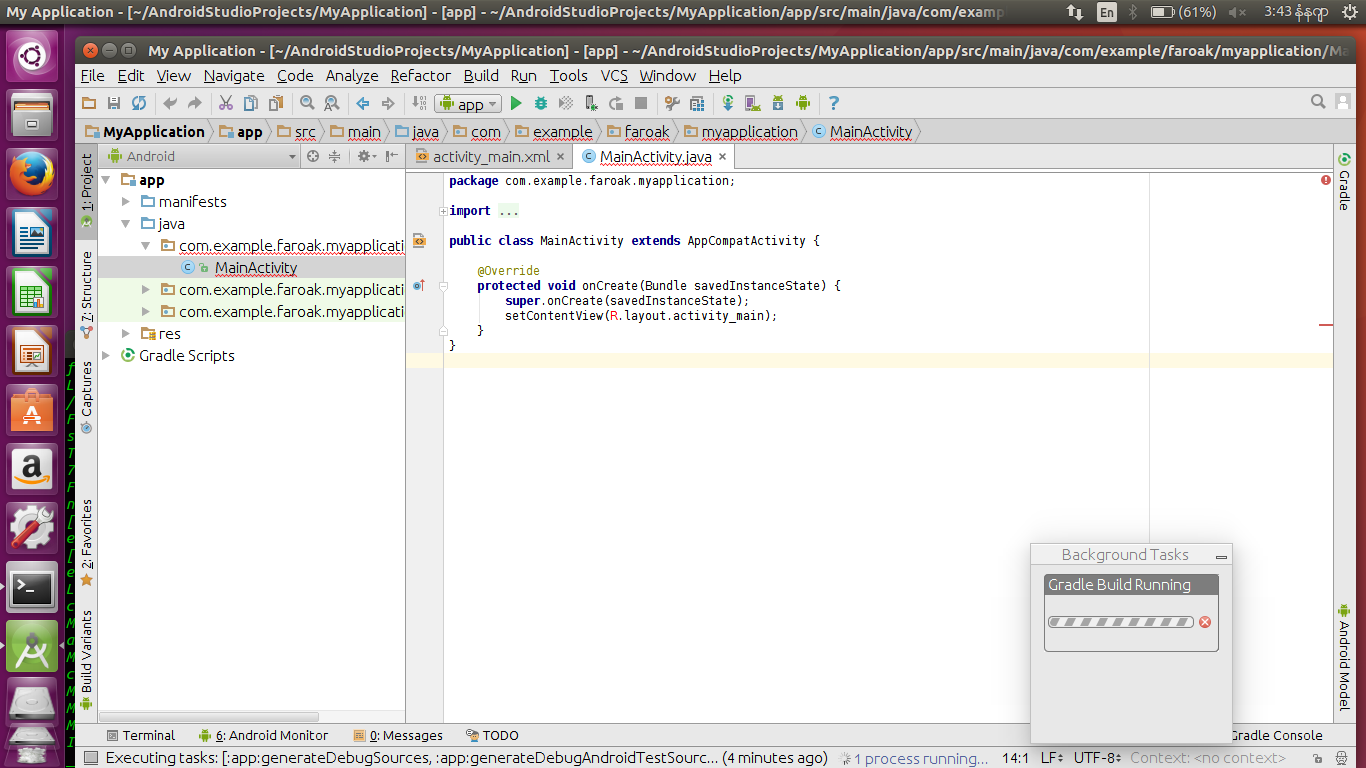 My Application - [~/AndroidStudioProjects/MyApplication] - [app] - ~/AndroidStudioProjects/MyApplication/app/src/main/java/com/examp
En
(61%)
3:43
My Application - [~/AndroidStudioProjects/MyApplication] - [app] - ~/AndroidStudioProjects/MyApplication/app/src/main/java/com/example/faroak/myapplication/Ma
File Edit View Navigate Code Analyze Refactor Build Run Tools VCS Window Help
app
MyApplication app src main java com example faroak myapplication MainActivity
1: Project
7: Structure
Captures
2: Favorites
Build Variants
Android
app
manifests
java
com.example.faroak.myapplicati
MainActivity
com.example.faroak.myapplicati
com.example.faroak.myapplicati
res
Gradle Scripts
activity_main.xml
MainActivity.java
package com.example.faroak.myapplication;
import ...
public class MainActivity extends AppCompatActivity {
@Override
protected void onCreate(Bundle savedInstanceState) {
super.onCreate(savedInstanceState);
setContentView(R.layout.activity_main);
}
}
Gradle
Android Model
Background Tasks
Gradle Build Running
Terminal 6: Android Monitor 0: Messages TODO
Gradle Console
Executing tasks: [:app:generateDebugSources, :app:generateDebugAndroidTestSourc... (4 minutes ago)
1 process running...
14:1 LF UTF-8 Context: <no context>